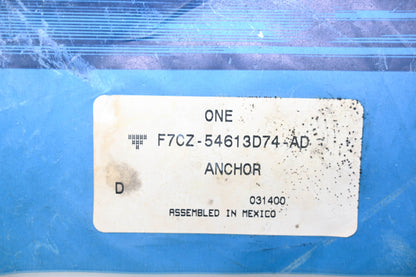 ONE
F7CZ-54613D74-AD
ANCHOR
D
031400
ASSEMBLED IN MEXICO